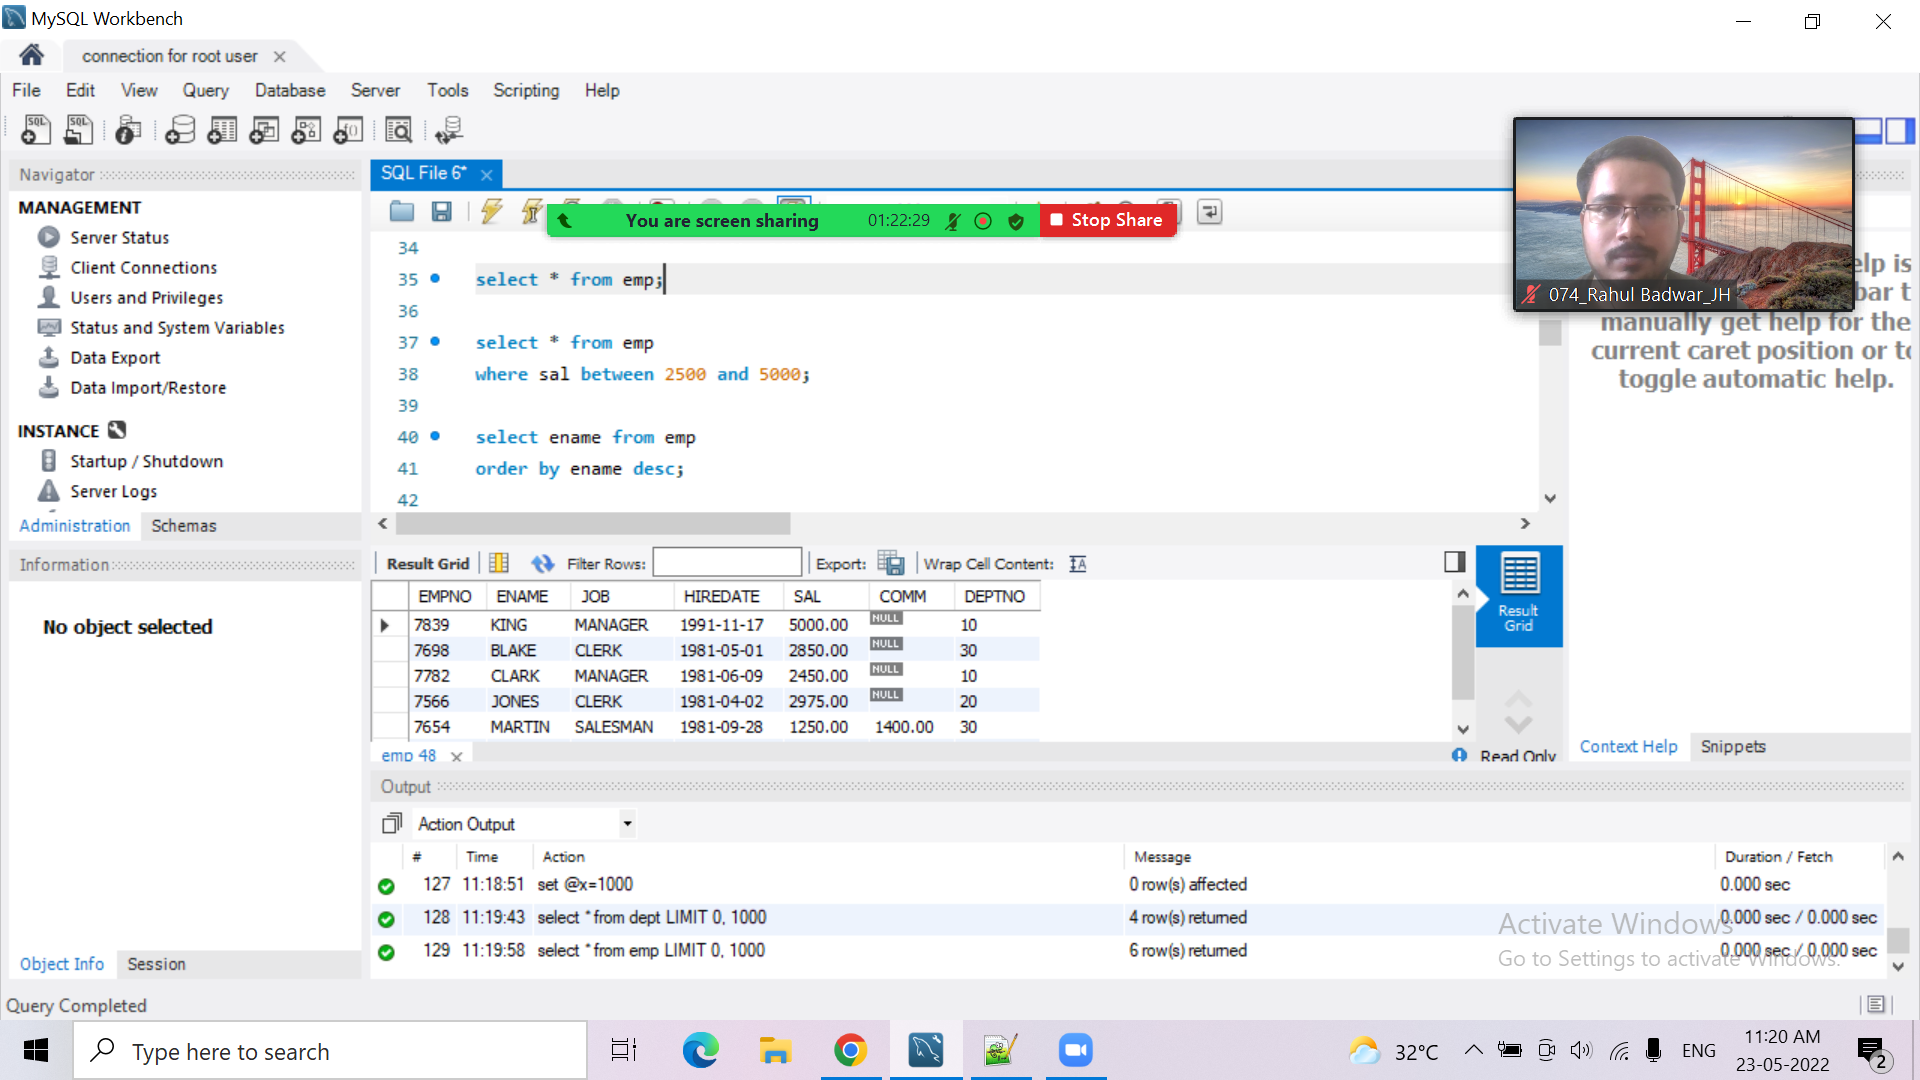 MySQL Workbench
connection for root user
File Edit View Query Database Server Tools Scripting Help
Navigator
MANAGEMENT
Server Status
Client Connections
Users and Privileges
Status and System Variables
Data Export
Data Import/Restore
INSTANCE
Startup / Shutdown
Server Logs
Administration Schemas
Information
No object selected
Object Info Session
Query Completed
SQL File 6*
You are screen sharing 01:22:29 Stop Share
34
35 select * from emp;
36
37 select * from emp
38 where sal between 2500 and 5000;
39
40 select ename from emp
41 order by ename desc;
42
074_Rahul Badwar_JH
elp is
bar t
manually get help for the
current caret position or to
toggle automatic help.
Result Grid Filter Rows: Export: Wrap Cell Content:
EMPNO ENAME JOB HIREDATE SAL COMM DEPTNO
7839 KING MANAGER 1991-11-17 5000.00 NULL 10
7698 BLAKE CLERK 1981-05-01 2850.00 NULL 30
7782 CLARK MANAGER 1981-06-09 2450.00 NULL 10
7566 JONES CLERK 1981-04-02 2975.00 NULL 20
7654 MARTIN SALESMAN 1981-09-28 1250.00 1400.00 30
Result
Grid
emp 48
Read Only
Context Help Snippets
Output
Action Output
# Time Action Message Duration / Fetch
127 11:18:51 set @x=1000 0 row(s) affected 0.000 sec
128 11:19:43 select * from dept LIMIT 0, 1000 4 row(s) returned 0.000 sec / 0.000 sec
129 11:19:58 select * from emp LIMIT 0, 1000 6 row(s) returned 0.000 sec / 0.000 sec
Activate Windows
Go to Settings to activate Windows.
Type here to search
32°C
ENG
11:20 AM
23-05-2022
2